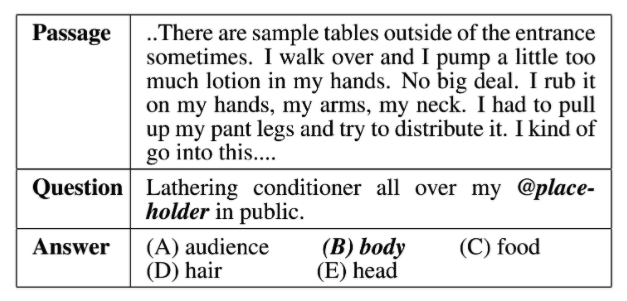 Passage ..There are sample tables outside of the entrance
sometimes. I walk over and I pump a little too
much lotion in my hands. No big deal. I rub it
on my hands, my arms, my neck. I had to pull
up my pant legs and try to distribute it. I kind of
go into this....
Question Lathering conditioner all over my @place-
holder in public.
Answer (A) audience (B) body (C) food
(D) hair (E) head